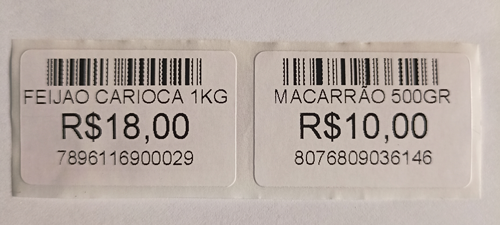 FEIJAO CARIOCA 1KG
R$18,00
7896116900029
MACARRÃO 500GR
R$10,00
8076809036146